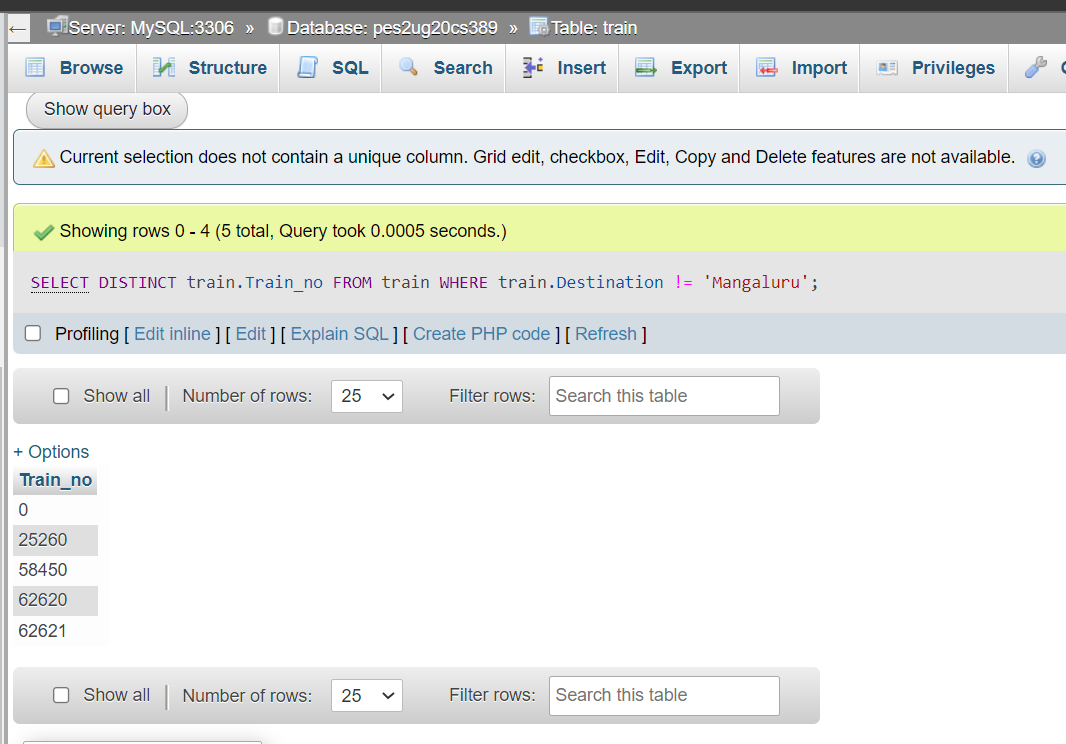 Server: MySQL:3306 » Database: pes2ug20cs389 » Table: train
Browse Structure SQL Search Insert Export Import Privileges
Show query box
Current selection does not contain a unique column. Grid edit, checkbox, Edit, Copy and Delete features are not available.
Showing rows 0 - 4 (5 total, Query took 0.0005 seconds.)
SELECT DISTINCT train.Train_no FROM train WHERE train.Destination != 'Mangaluru';
Profiling [ Edit inline ] [ Edit ] [ Explain SQL ] [ Create PHP code ] [ Refresh ]
Show all | Number of rows: 25 Filter rows: Search this table
+ Options
Train_no
0
25260
58450
62620
62621
Show all | Number of rows: 25 Filter rows: Search this table